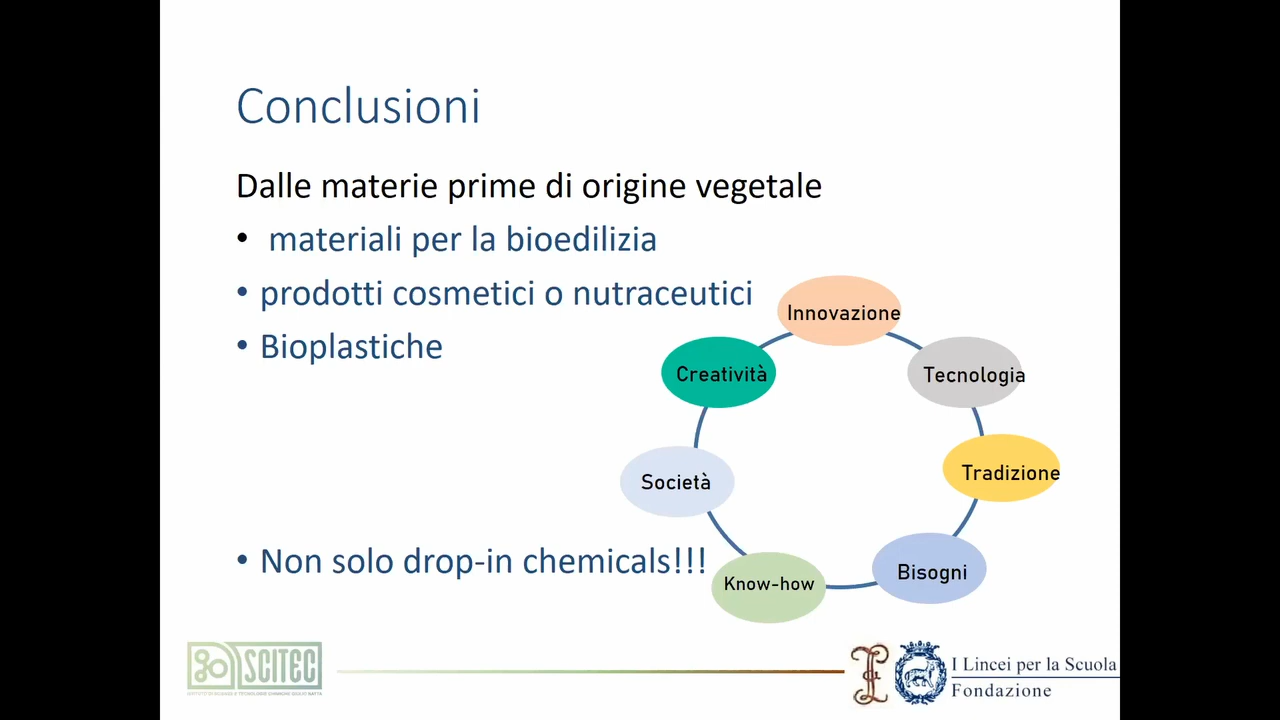 Conclusioni
Dalle materie prime di origine vegetale
• materiali per la bioedilizia
• prodotti cosmetici o nutraceutici
• Bioplastiche
• Non solo drop-in chemicals!!!
Innovazione
Creatività
Tecnologia
Società
Tradizione
Know-how
Bisogni
SCITEC
I Lincei per la Scuola
Fondazione